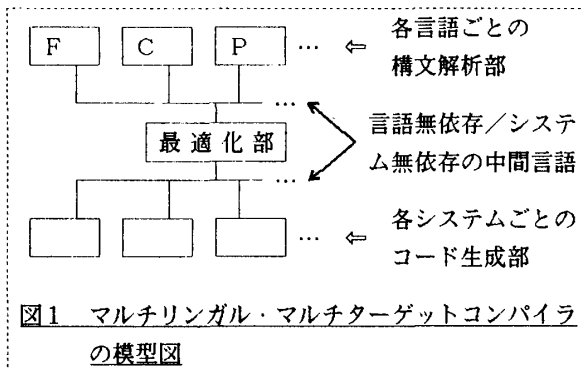 F C P … ⇦ 各言語ごとの
構文解析部
…
言語無依存／システ
ム無依存の中間言語
最適化部
…
… ⇦ 各システムごとの
コード生成部
図1 マルチリンガル・マルチターゲットコンパイラ
の模型図